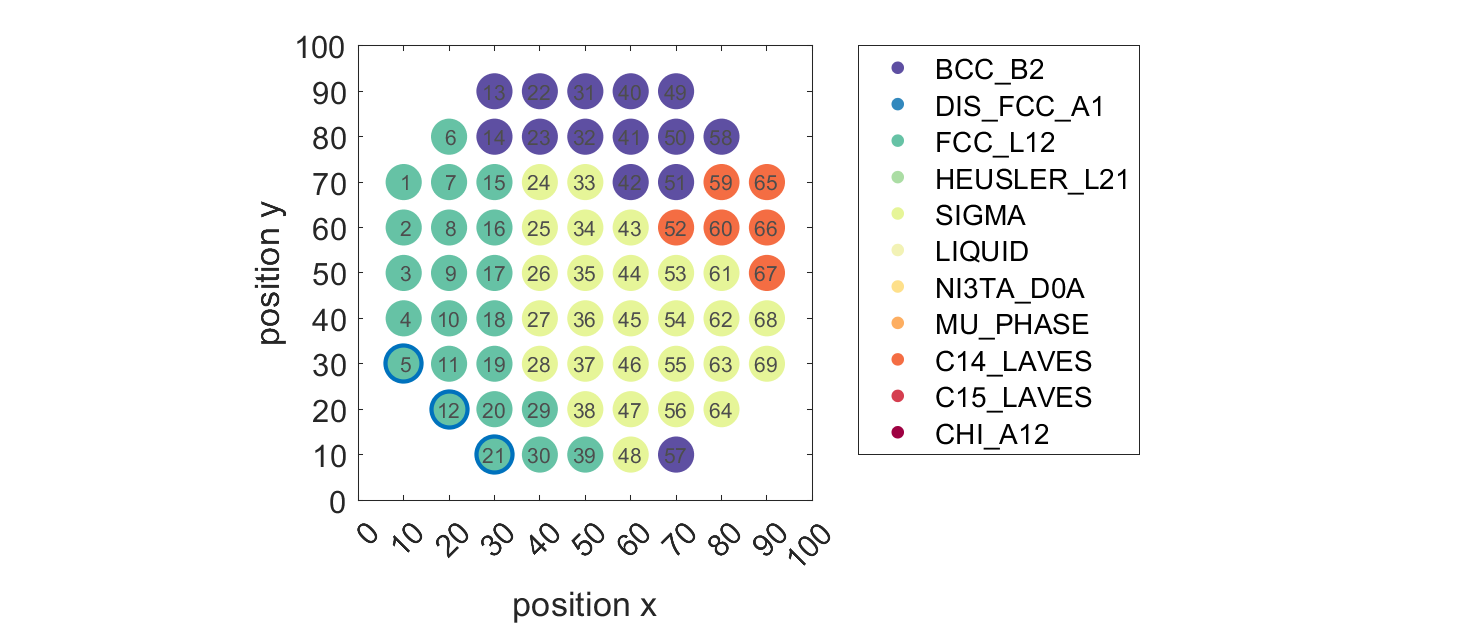 100
90
80
70
60
50
40
30
20
10
0
position y
13 22 31 40 49
6 14 23 32 41 50 58
1 7 15 24 33 42 51 59 65
2 8 16 25 34 43 52 60 66
3 9 17 26 35 44 53 61 67
4 10 18 27 36 45 54 62 68
5 11 19 28 37 46 55 63 69
12 20 29 38 47 56 64
21 30 39 48 57
0 10 20 30 40 50 60 70 80 90 100
position x
BCC_B2
DIS_FCC_A1
FCC_L12
HEUSLER_L21
SIGMA
LIQUID
NI3TA_D0A
MU_PHASE
C14_LAVES
C15_LAVES
CHI_A12